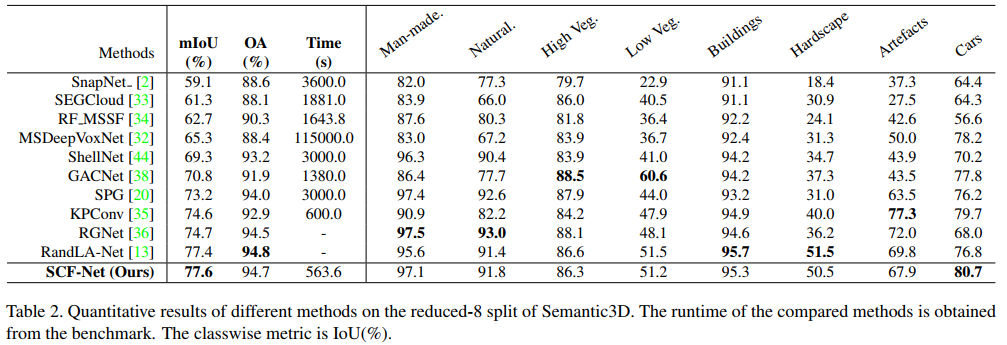 Methods mIoU (%) OA (%) Time (s) Man-made. Natural. High Veg. Low Veg. Buildings Hardscape Artefacts Cars
SnapNet_ [2] 59.1 88.6 3600.0 82.0 77.3 79.7 22.9 91.1 18.4 37.3 64.4
SEGCloud [33] 61.3 88.1 1881.0 83.9 66.0 86.0 40.5 91.1 30.9 27.5 64.3
RF_MSSF [34] 62.7 90.3 1643.8 87.6 80.3 81.8 36.4 92.2 24.1 42.6 56.6
MSDeepVoxNet [32] 65.3 88.4 115000.0 83.0 67.2 83.9 36.7 92.4 31.3 50.0 78.2
ShellNet [44] 69.3 93.2 3000.0 96.3 90.4 83.9 41.0 94.2 34.7 43.9 70.2
GACNet [38] 70.8 91.9 1380.0 86.4 77.7 88.5 60.6 94.2 37.3 43.5 77.8
SPG [20] 73.2 94.0 3000.0 97.4 92.6 87.9 44.0 93.2 31.0 63.5 76.2
KPConv [35] 74.6 92.9 600.0 90.9 82.2 84.2 47.9 94.9 40.0 77.3 79.7
RGNet [36] 74.7 94.5 - 97.5 93.0 88.1 48.1 94.6 36.2 72.0 68.0
RandLA-Net [13] 77.4 94.8 - 95.6 91.4 86.6 51.5 95.7 51.5 69.8 76.8
SCF-Net (Ours) 77.6 94.7 563.6 97.1 91.8 86.3 51.2 95.3 50.5 67.9 80.7
Table 2. Quantitative results of different methods on the reduced-8 split of Semantic3D. The runtime of the compared methods is obtained
from the benchmark. The classwise metric is IoU(%).